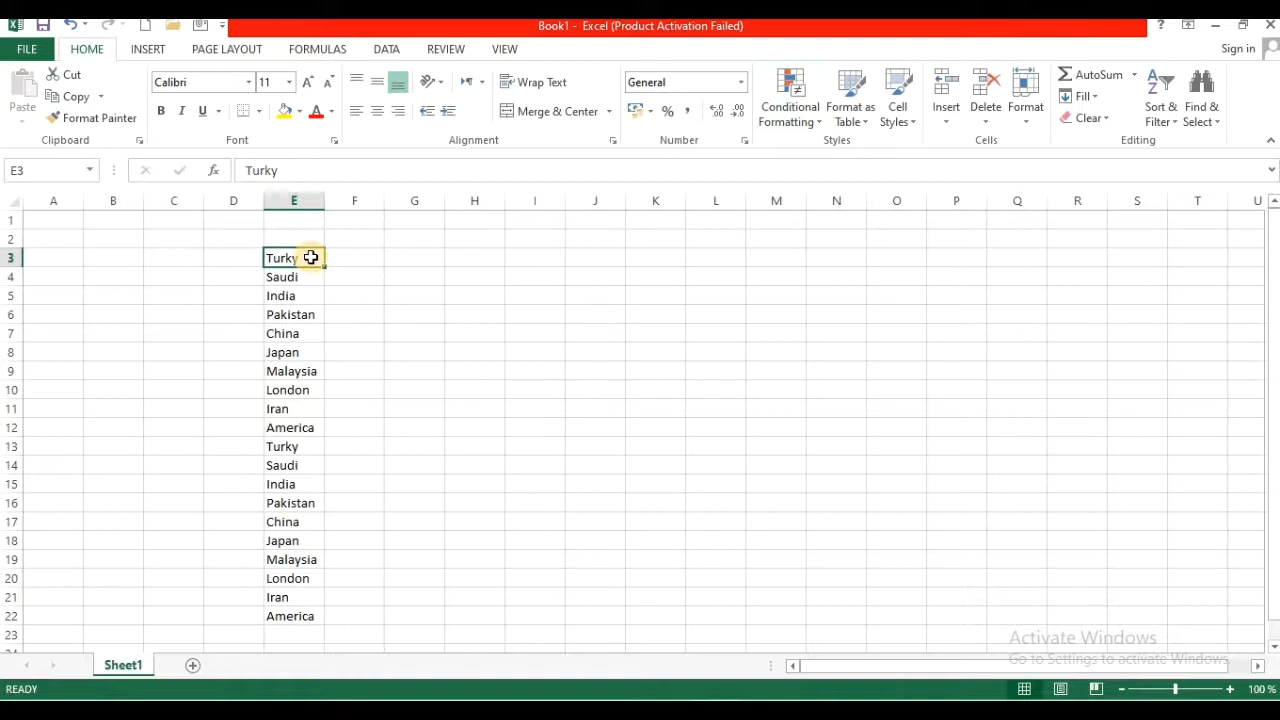 Book1 - Excel (Product Activation Failed)
?
FILE HOME INSERT PAGE LAYOUT FORMULAS DATA REVIEW VIEW Sign in
Paste
Cut
Copy
Format Painter
Clipboard
Calibri 11
B I U
Font
Wrap Text
Merge & Center
Alignment
General
%
Number
Conditional Formatting
Format as Table
Cell Styles
Styles
Insert
Delete
Format
Cells
AutoSum
Fill
Clear
Sort & Filter
Find & Select
Editing
E3 fx Turky
A B C D E F G H I J K L M N O P Q R S T U
1
2
3 Turky
4 Saudi
5 India
6 Pakistan
7 China
8 Japan
9 Malaysia
10 London
11 Iran
12 America
13 Turky
14 Saudi
15 India
16 Pakistan
17 China
18 Japan
19 Malaysia
20 London
21 Iran
22 America
23
Activate Windows
Go to Settings to activate Windows.
Sheet1
READY 100 %